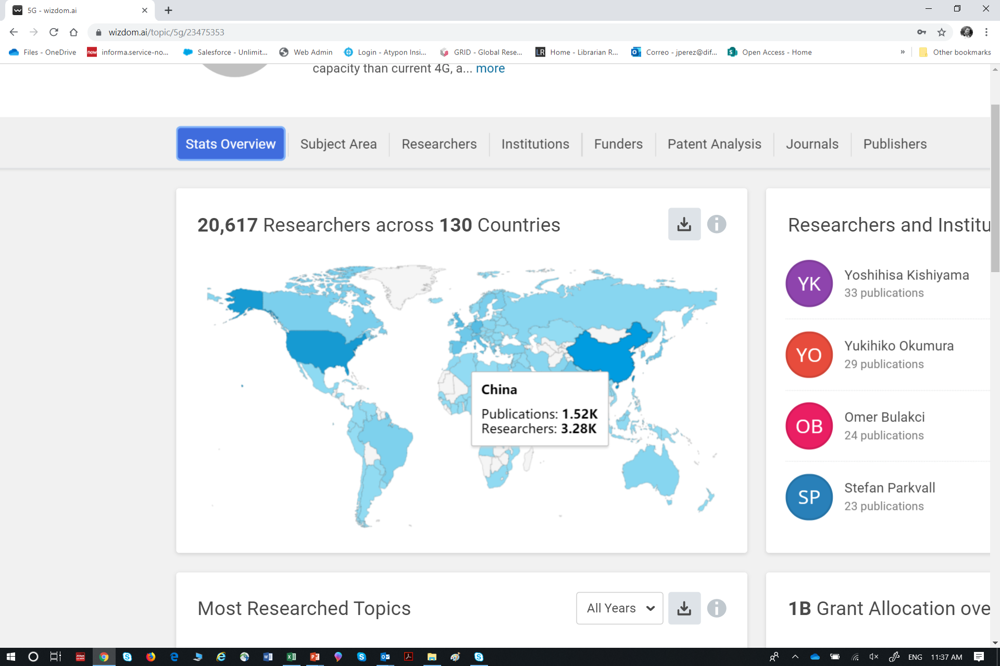 5G - wizdom.ai
wizdom.ai/topic/5g/23475353
Files - OneDrive
now informa.service-no...
Salesforce - Unlimit...
Web Admin
Login - Atypon Insi...
GRID - Global Rese...
LR Home - Librarian R...
Correo - jperez@dif...
Open Access - Home
»
Other bookmarks
capacity than current 4G, a... more
Stats Overview
Subject Area
Researchers
Institutions
Funders
Patent Analysis
Journals
Publishers
20,617 Researchers across 130 Countries
China
Publications: 1.52K
Researchers: 3.28K
Researchers and Institu
YK Yoshihisa Kishiyama
33 publications
YO Yukihiko Okumura
29 publications
OB Omer Bulakci
24 publications
SP Stefan Parkvall
23 publications
Most Researched Topics
All Years
1B Grant Allocation ove
ENG 11:37 AM